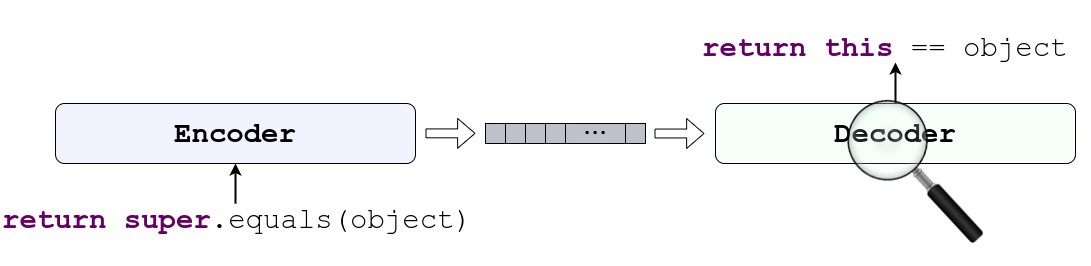 return this == object
Encoder
...
Decoder
return super.equals(object)